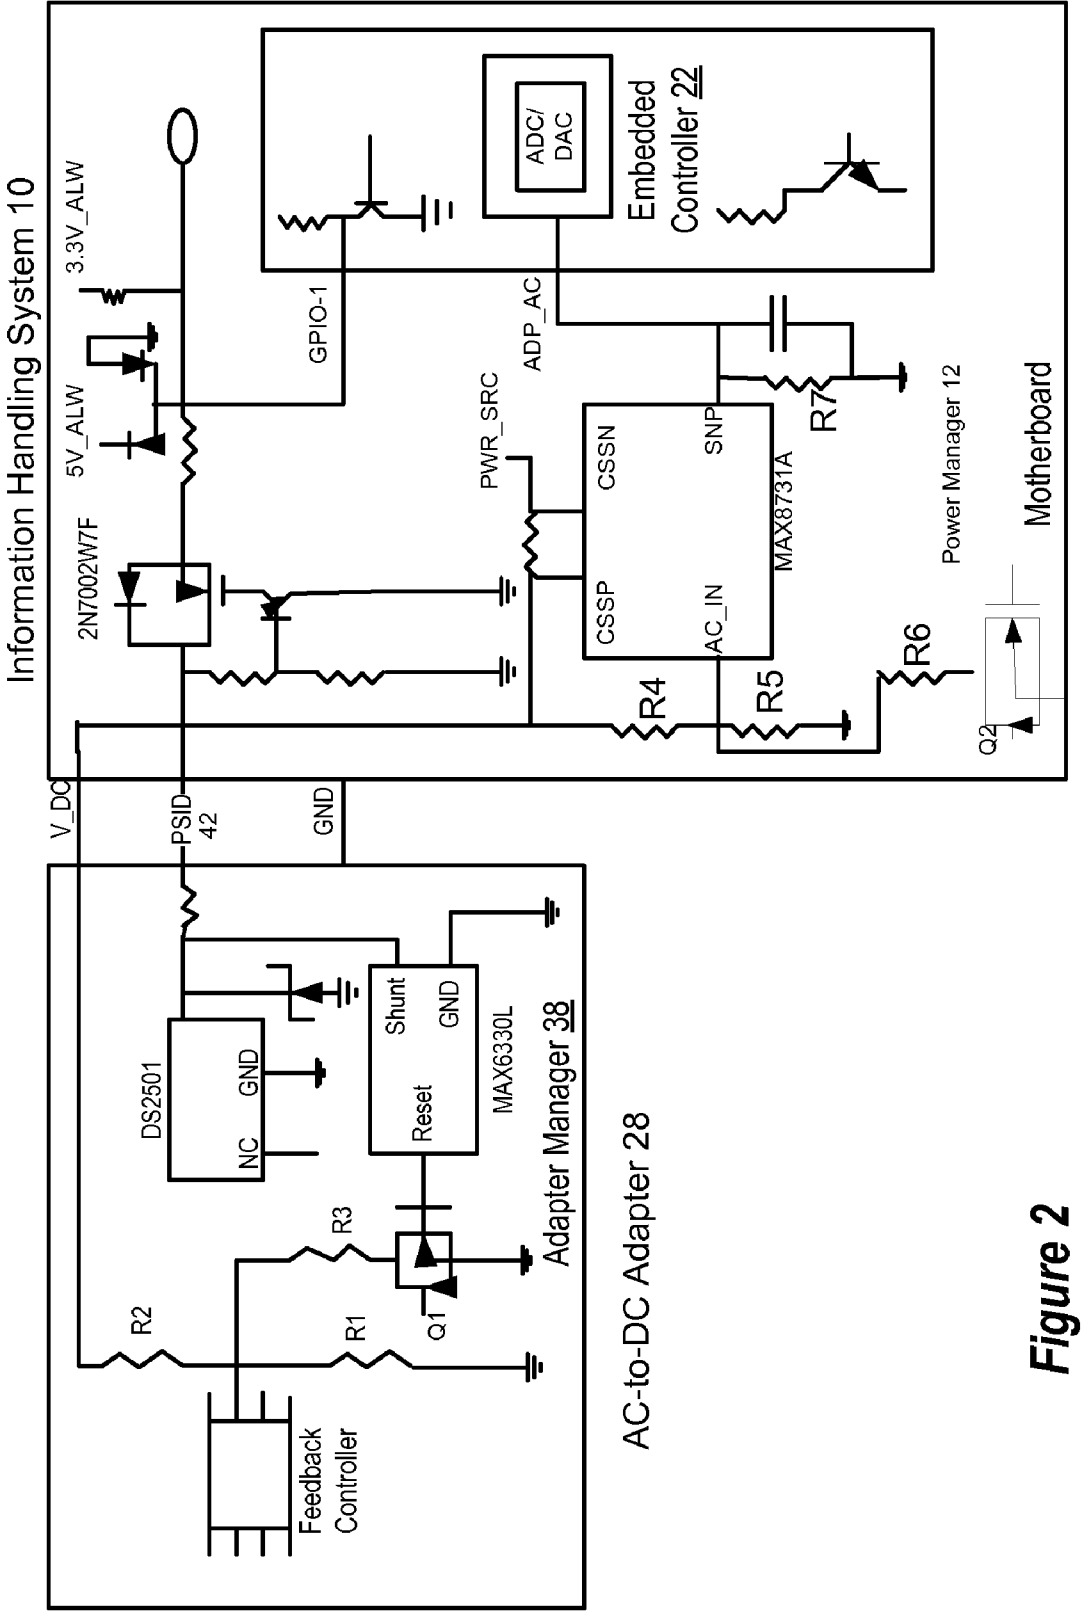 Information Handling System 10
3.3V_ALW
5V_ALW
2N7002W7F
GPIO-1
ADP_AC
ADC/
DAC
Embedded
Controller 22
PWR_SRC
CSSP
CSSN
AC_IN
SNP
MAX8731A
R7
R4
R5
R6
Q2
Power Manager 12
Motherboard
V_DC
PSID
42
GND
DS2501
NC
GND
Shunt
GND
Reset
MAX6330L
Adapter Manager 38
R2
R1
R3
Q1
Feedback
Controller
AC-to-DC Adapter 28
Figure 2